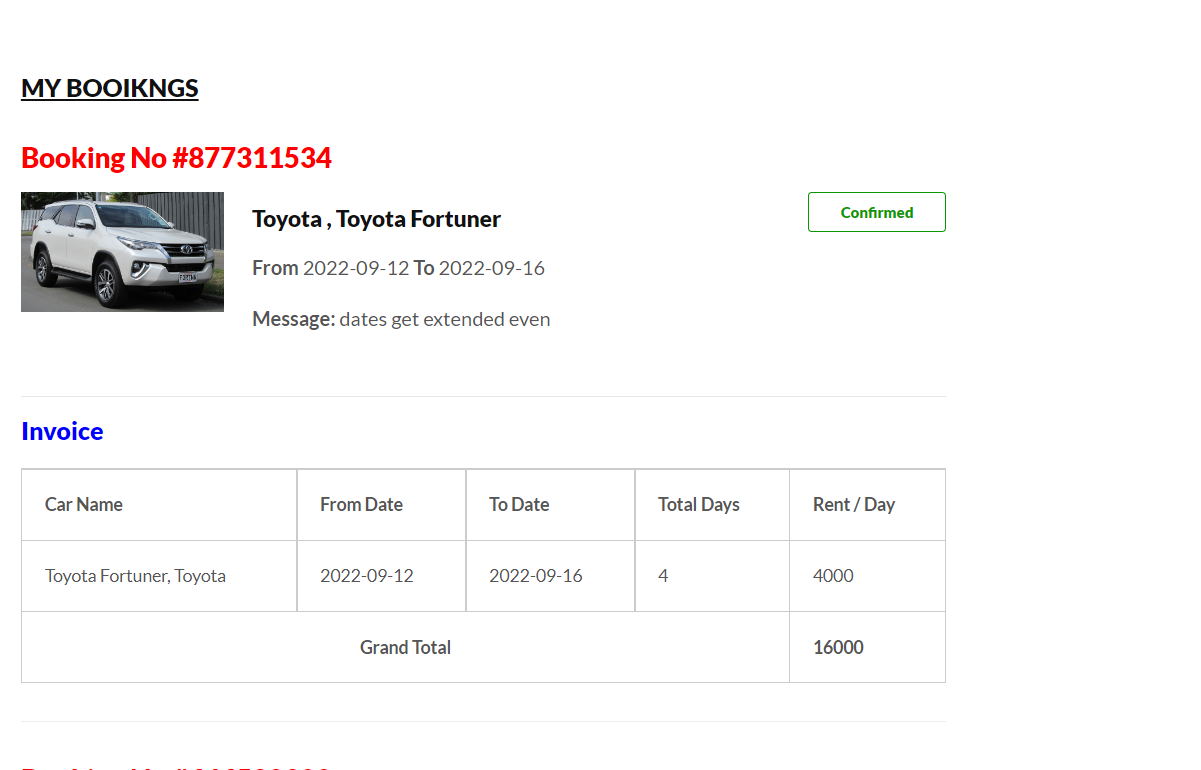 MY BOOIKNGS
Booking No #877311534
Toyota , Toyota Fortuner
Confirmed
From 2022-09-12 To 2022-09-16
Message: dates get extended even
Invoice
Car Name From Date To Date Total Days Rent / Day
Toyota Fortuner, Toyota 2022-09-12 2022-09-16 4 4000
Grand Total 16000